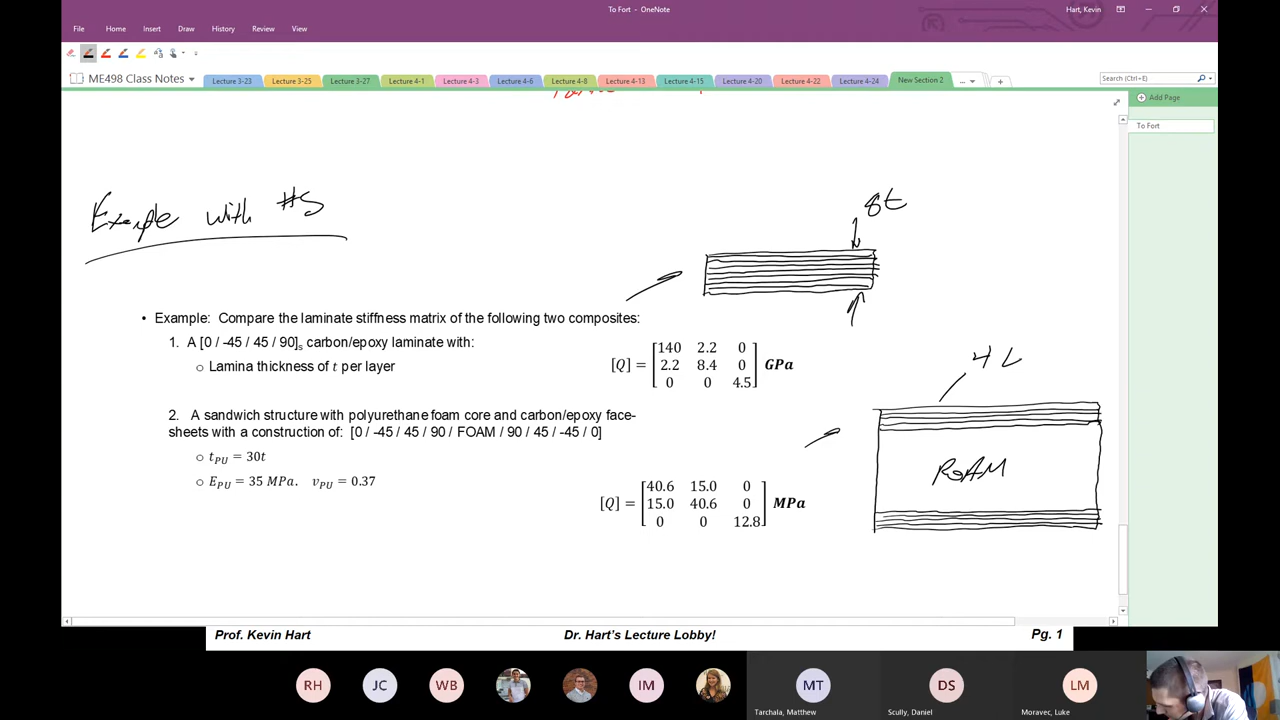 To Fort - OneNote
Hart, Kevin
File Home Insert Draw History Review View
ME498 Class Notes
Lecture 3-23 Lecture 3-25 Lecture 3-27 Lecture 4-1 Lecture 4-3 Lecture 4-6 Lecture 4-8 Lecture 4-13 Lecture 4-15 Lecture 4-20 Lecture 4-22 Lecture 4-24 New Section 2 ...
Search (Ctrl+E)
Add Page
To Fort
Example with #s
8t
• Example: Compare the laminate stiffness matrix of the following two composites:
1. A [0 / -45 / 45 / 90]s carbon/epoxy laminate with:
○ Lamina thickness of t per layer
[Q] = [140 2.2 0
2.2 8.4 0
0 0 4.5] GPa
4 L
2. A sandwich structure with polyurethane foam core and carbon/epoxy face-
sheets with a construction of: [0 / -45 / 45 / 90 / FOAM / 90 / 45 / -45 / 0]
○ tPU = 30t
○ EPU = 35 MPa. νPU = 0.37
[Q] = [40.6 15.0 0
15.0 40.6 0
0 0 12.8] MPa
FOAM
Prof. Kevin Hart
Dr. Hart's Lecture Lobby!
Pg. 1
RH JC WB IM MT DS LM
Tarchala, Matthew
Scully, Daniel
Moravec, Luke